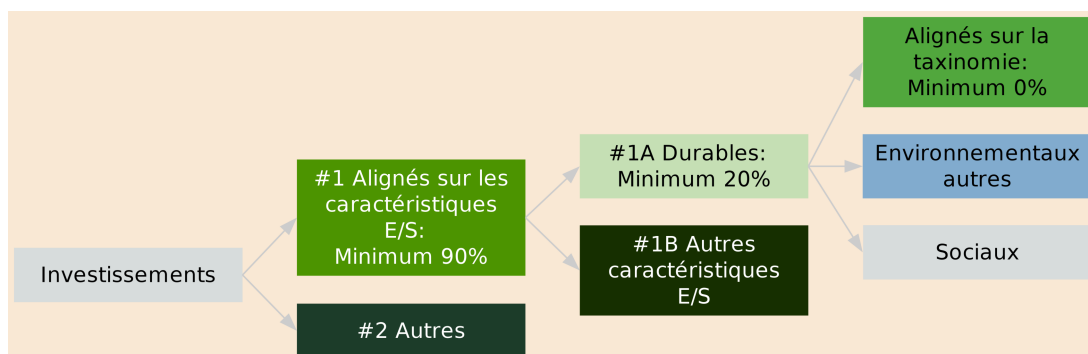 Investissements
#1 Alignés sur les
caractéristiques
E/S:
Minimum 90%
#2 Autres
#1A Durables:
Minimum 20%
#1B Autres
caractéristiques
E/S
Alignés sur la
taxinomie:
Minimum 0%
Environnementaux
autres
Sociaux